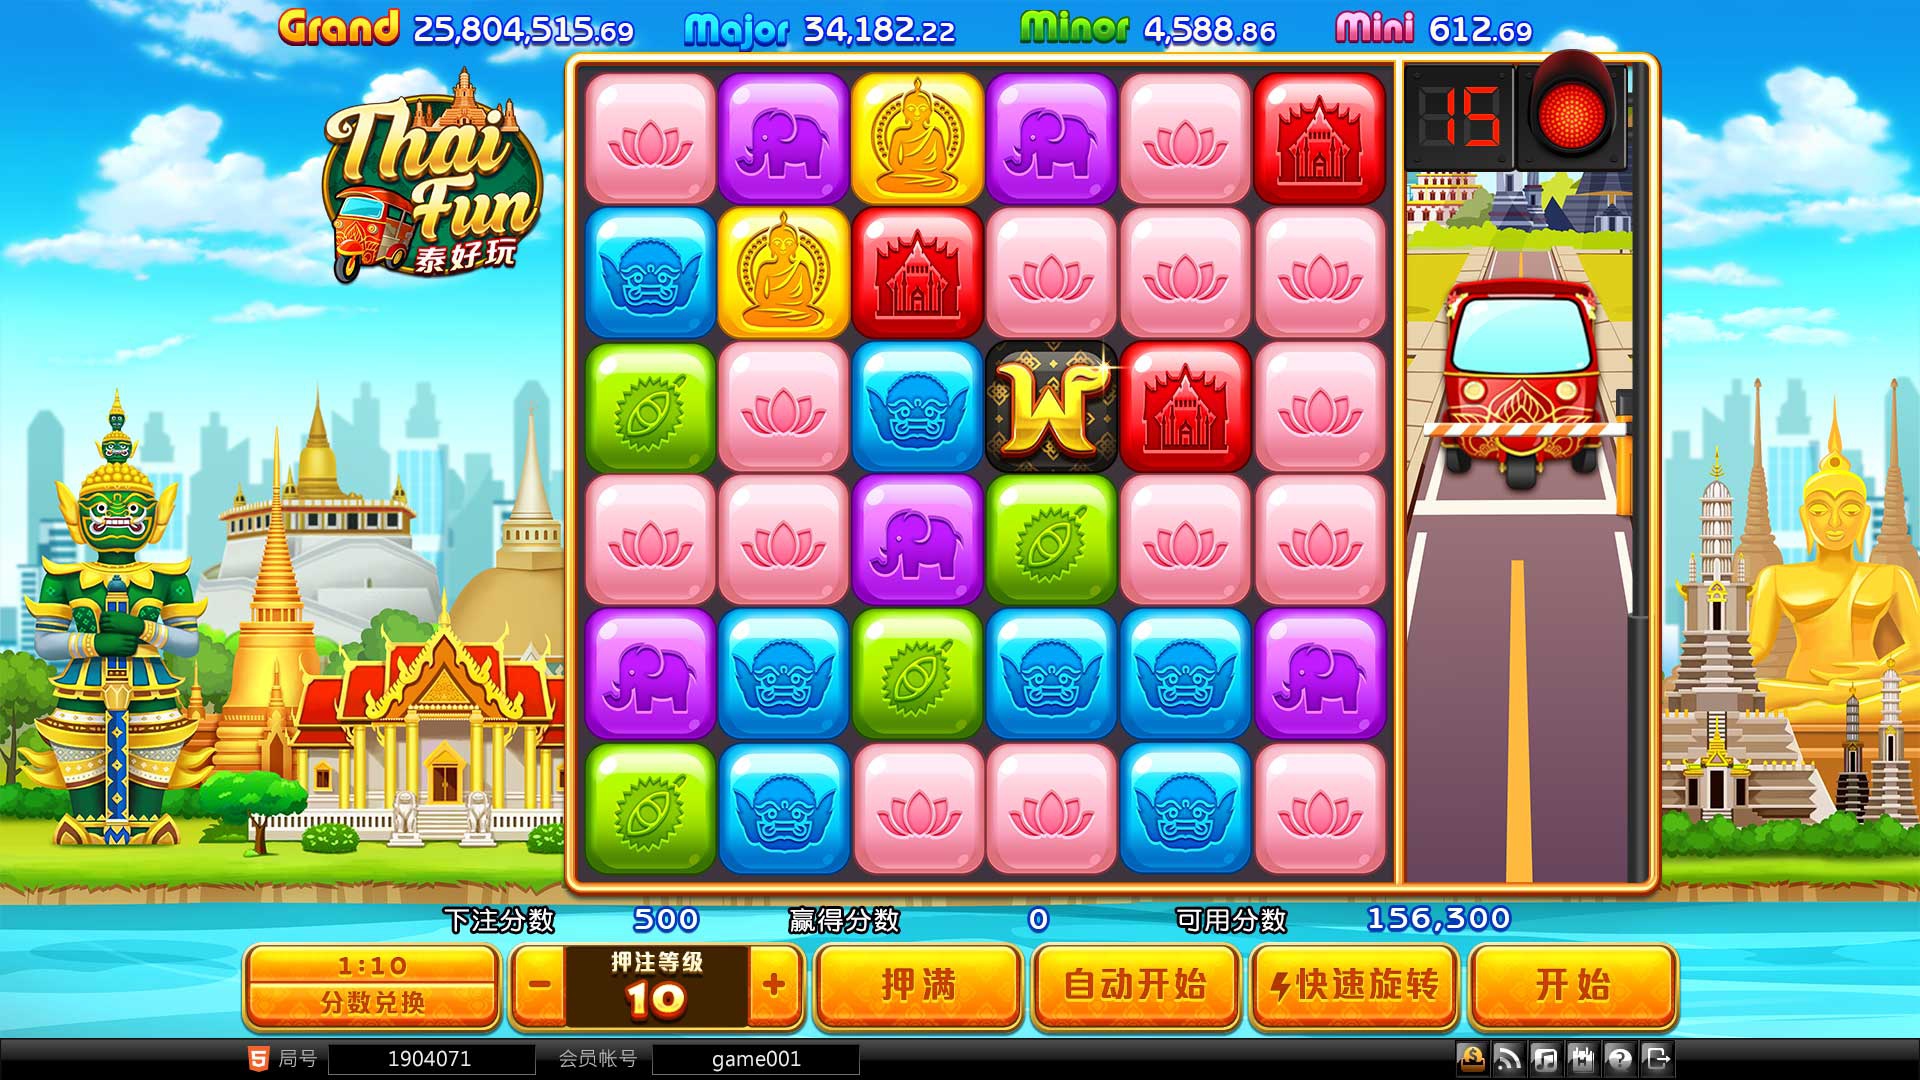 Grand 25,804,515.69 Major 34,182.22 Minor 4,588.86 Mini 612.69
Thai
Fun
泰好玩
15
W
下注分数 500 赢得分数 0 可用分数 156,300
1:10
分数兑换
-
押注等级
10
+
押满
自动开始
快速旋转
开始
局号 1904071 会员帐号 game001